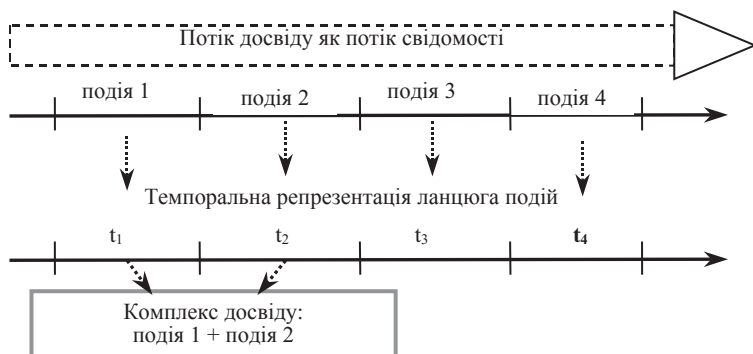 Потік досвіду як потік свідомості
подія 1 подія 2 подія 3 подія 4
Темпоральна репрезентація ланцюга подій
t₁ t₂ t₃ t₄
Комплекс досвіду:
подія 1 + подія 2